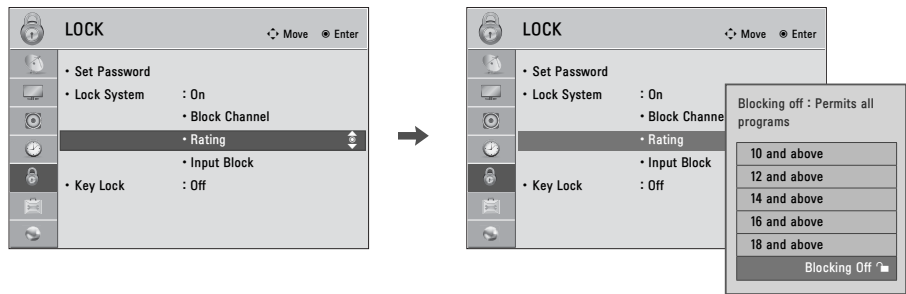 LOCK
Move Enter
• Set Password
• Lock System : On
• Block Channel
• Rating
• Input Block
• Key Lock : Off
LOCK
Move Enter
• Set Password
• Lock System : On
• Block Channe
• Rating
• Input Block
• Key Lock : Off
Blocking off : Permits all
programs
10 and above
12 and above
14 and above
16 and above
18 and above
Blocking Off